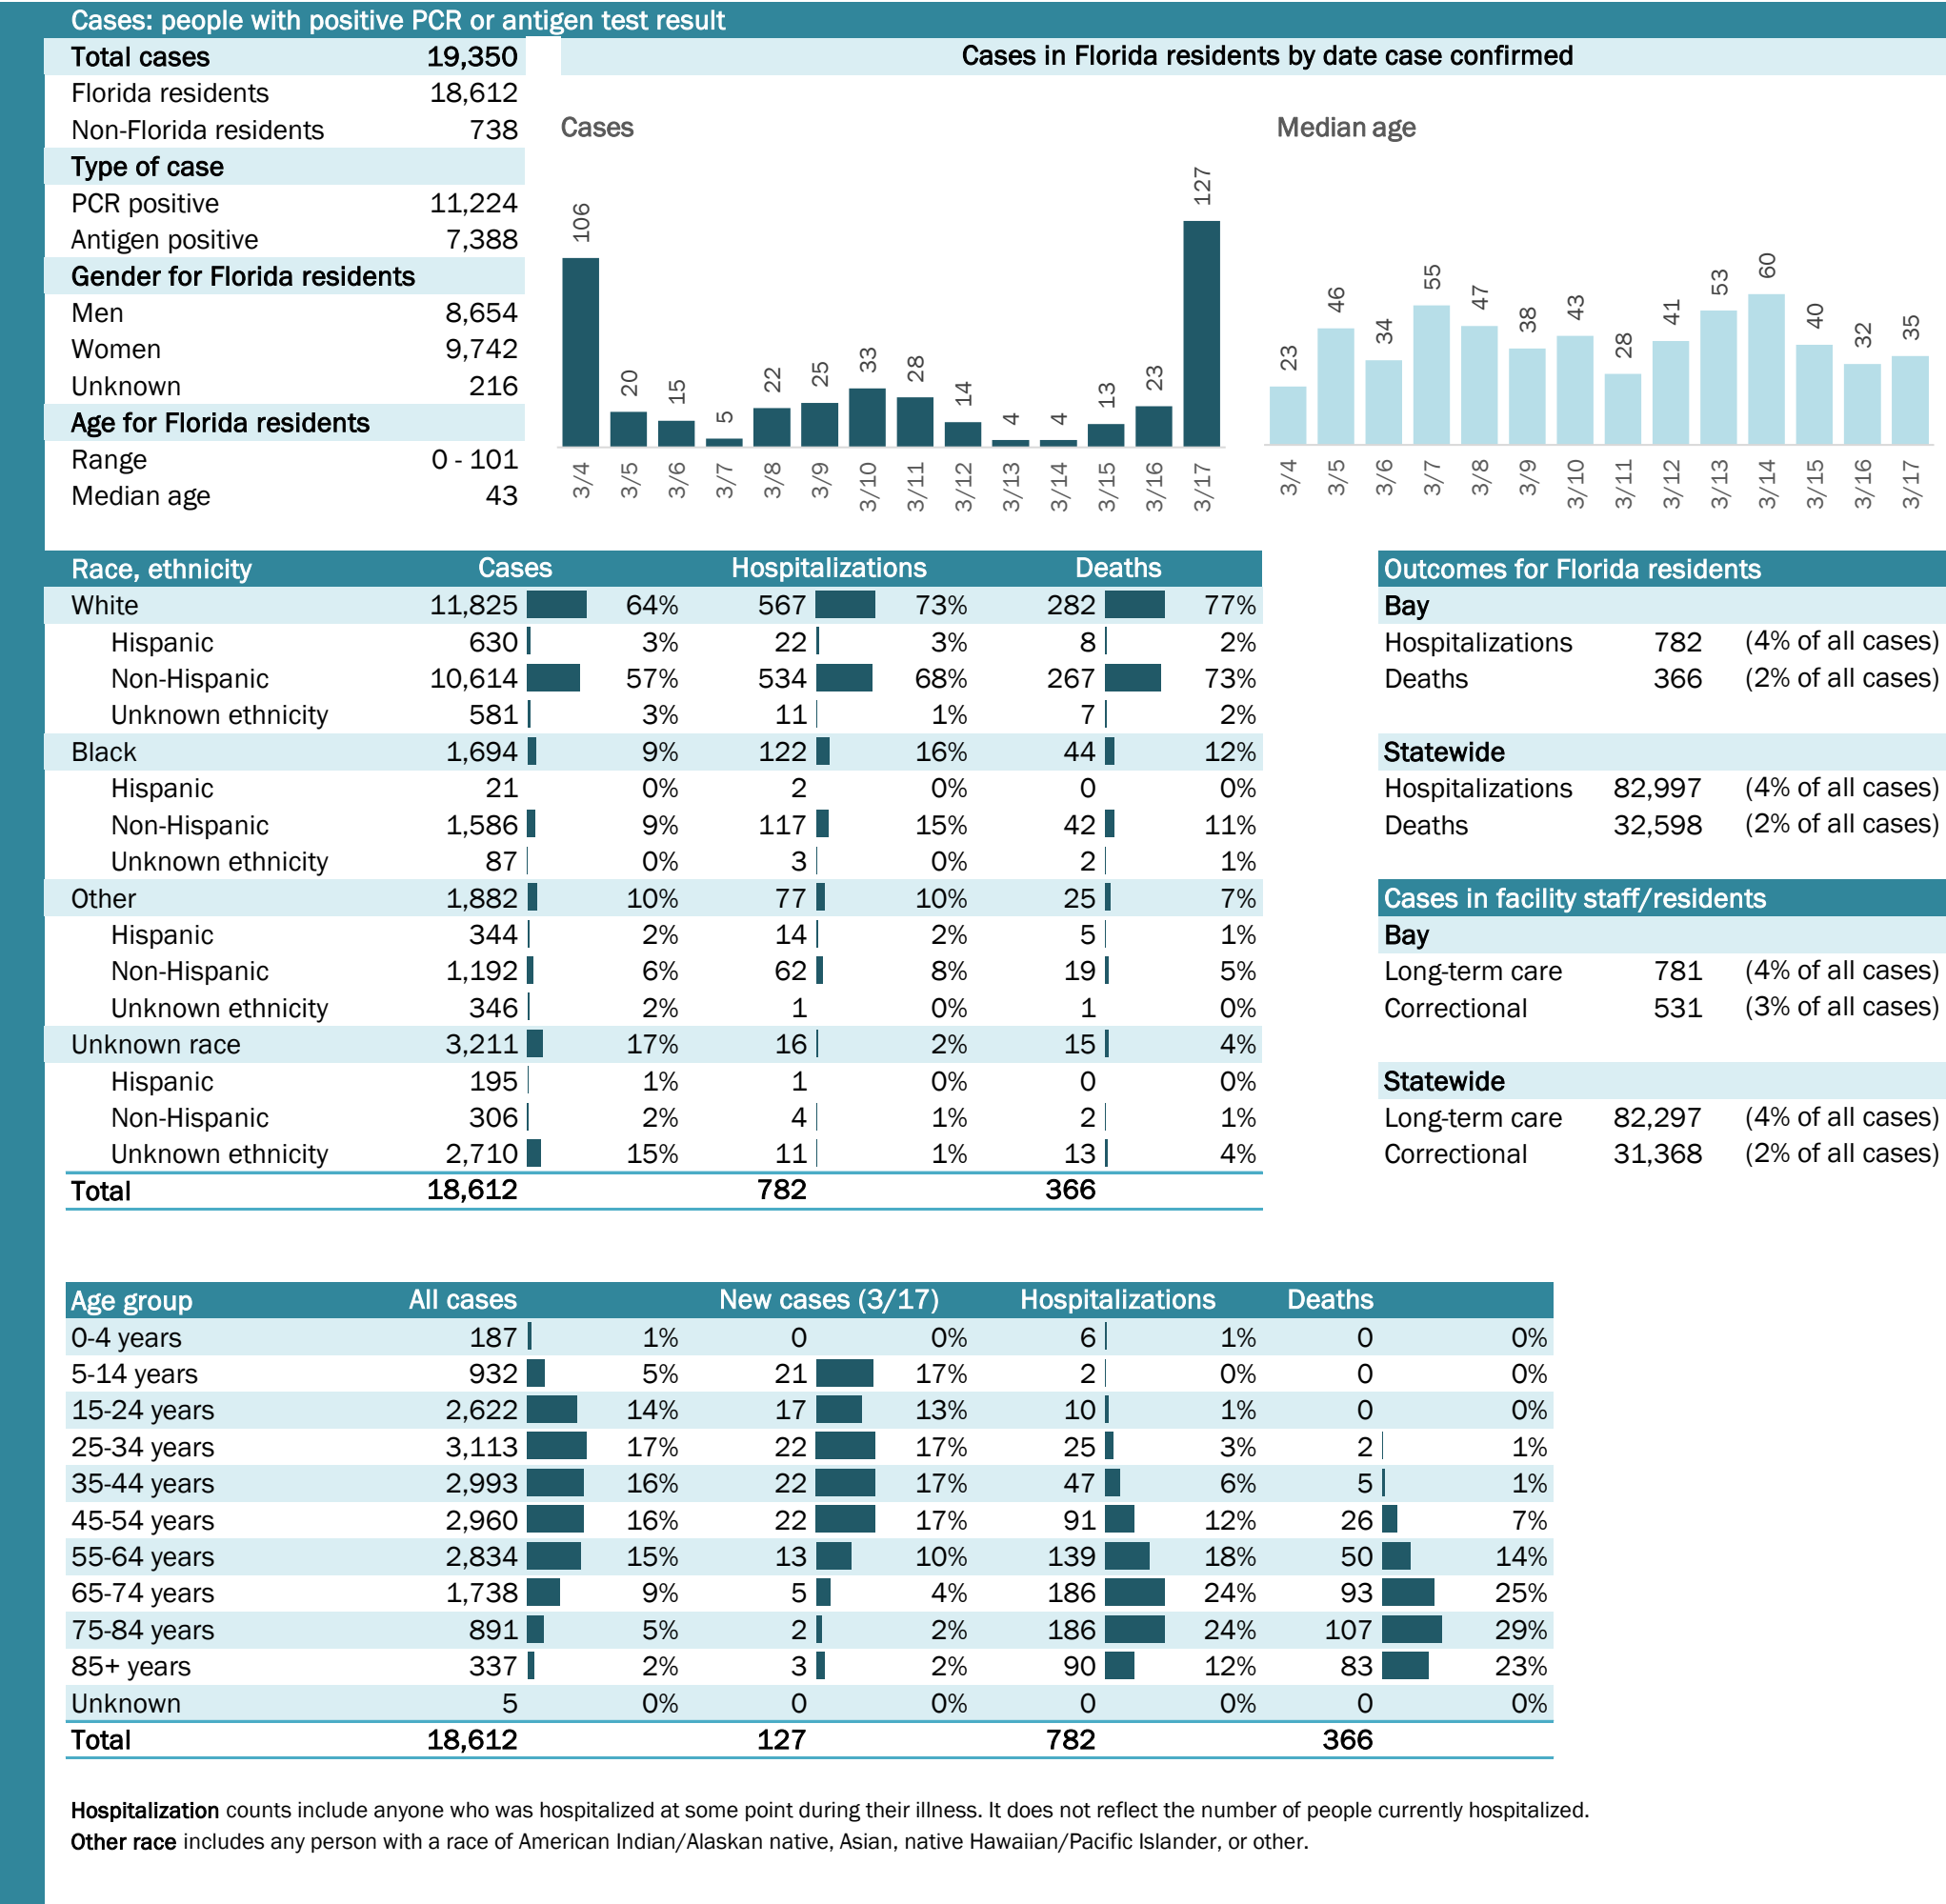 Cases: people with positive PCR or antigen test result
Total cases 19,350
Florida residents 18,612
Non-Florida residents 738
Type of case
PCR positive 11,224
Antigen positive 7,388
Gender for Florida residents
Men 8,654
Women 9,742
Unknown 216
Age for Florida residents
Range 0 - 101
Median age 43
Cases in Florida residents by date case confirmed
Cases
106 20 15 5 22 25 33 28 14 4 4 13 23 127
3/4 3/5 3/6 3/7 3/8 3/9 3/10 3/11 3/12 3/13 3/14 3/15 3/16 3/17
Median age
23 46 34 55 47 38 43 28 41 53 60 40 32 35
3/4 3/5 3/6 3/7 3/8 3/9 3/10 3/11 3/12 3/13 3/14 3/15 3/16 3/17
Race, ethnicity Cases Hospitalizations Deaths
White 11,825 64% 567 73% 282 77%
Hispanic 630 3% 22 3% 8 2%
Non-Hispanic 10,614 57% 534 68% 267 73%
Unknown ethnicity 581 3% 11 1% 7 2%
Black 1,694 9% 122 16% 44 12%
Hispanic 21 0% 2 0% 0 0%
Non-Hispanic 1,586 9% 117 15% 42 11%
Unknown ethnicity 87 0% 3 0% 2 1%
Other 1,882 10% 77 10% 25 7%
Hispanic 344 2% 14 2% 5 1%
Non-Hispanic 1,192 6% 62 8% 19 5%
Unknown ethnicity 346 2% 1 0% 1 0%
Unknown race 3,211 17% 16 2% 15 4%
Hispanic 195 1% 1 0% 0 0%
Non-Hispanic 306 2% 4 1% 2 1%
Unknown ethnicity 2,710 15% 11 1% 13 4%
Total 18,612 782 366
Outcomes for Florida residents
Bay
Hospitalizations 782 (4% of all cases)
Deaths 366 (2% of all cases)
Statewide
Hospitalizations 82,997 (4% of all cases)
Deaths 32,598 (2% of all cases)
Cases in facility staff/residents
Bay
Long-term care 781 (4% of all cases)
Correctional 531 (3% of all cases)
Statewide
Long-term care 82,297 (4% of all cases)
Correctional 31,368 (2% of all cases)
Age group All cases New cases (3/17) Hospitalizations Deaths
0-4 years 187 1% 0 0% 6 1% 0 0%
5-14 years 932 5% 21 17% 2 0% 0 0%
15-24 years 2,622 14% 17 13% 10 1% 0 0%
25-34 years 3,113 17% 22 17% 25 3% 2 1%
35-44 years 2,993 16% 22 17% 47 6% 5 1%
45-54 years 2,960 16% 22 17% 91 12% 26 7%
55-64 years 2,834 15% 13 10% 139 18% 50 14%
65-74 years 1,738 9% 5 4% 186 24% 93 25%
75-84 years 891 5% 2 2% 186 24% 107 29%
85+ years 337 2% 3 2% 90 12% 83 23%
Unknown 5 0% 0 0% 0 0% 0 0%
Total 18,612 127 782 366
Hospitalization counts include anyone who was hospitalized at some point during their illness. It does not reflect the number of people currently hospitalized.
Other race includes any person with a race of American Indian/Alaskan native, Asian, native Hawaiian/Pacific Islander, or other.